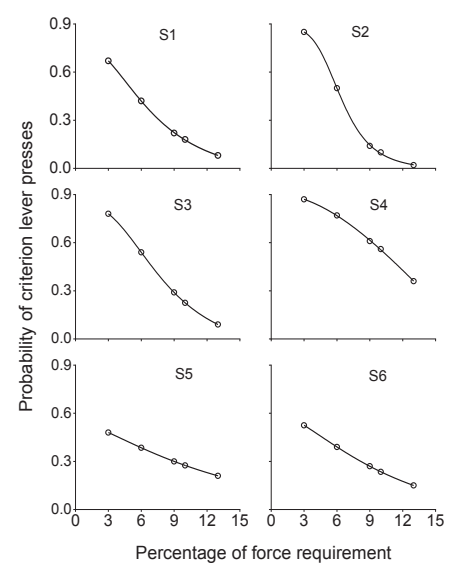 Probability of criterion lever presses
S1
S2
0.9
0.6
0.3
0.0
S3
S4
0.9
0.6
0.3
0.0
S5
S6
0.9
0.6
0.3
0.0
0 3 6 9 12 15 0 3 6 9 12 15
Percentage of force requirement